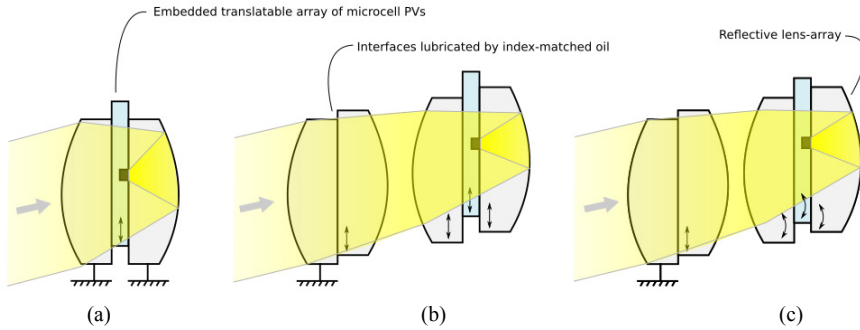 Embedded translatable array of microcell PVs
Interfaces lubricated by index-matched oil
Reflective lens-array
(a)
(b)
(c)